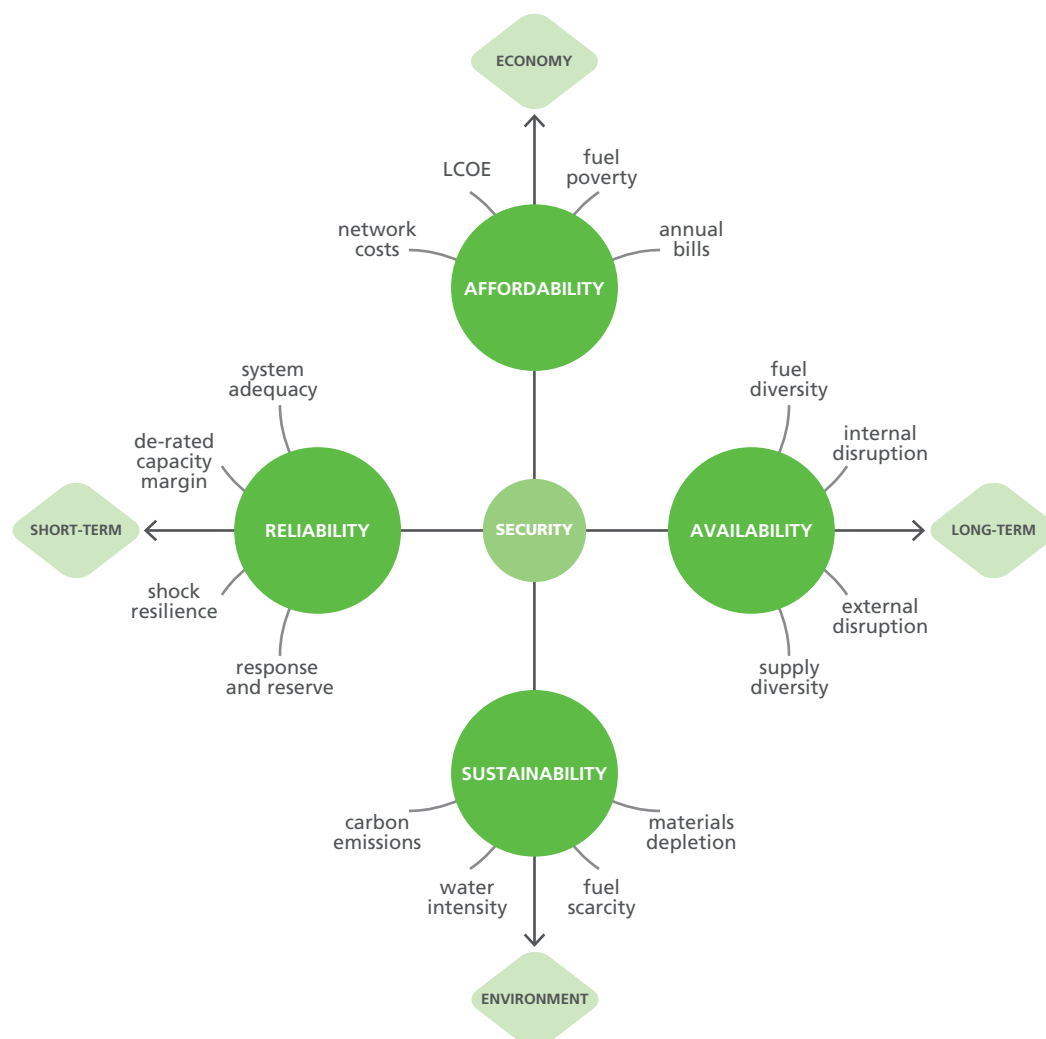 ECONOMY
LCOE
fuel
poverty
network
costs
annual
bills
AFFORDABILITY
system
adequacy
fuel
diversity
de-rated
capacity
margin
internal
disruption
SHORT-TERM
RELIABILITY
SECURITY
AVAILABILITY
LONG-TERM
shock
resilience
external
disruption
response
and reserve
supply
diversity
SUSTAINABILITY
carbon
emissions
materials
depletion
water
intensity
fuel
scarcity
ENVIRONMENT